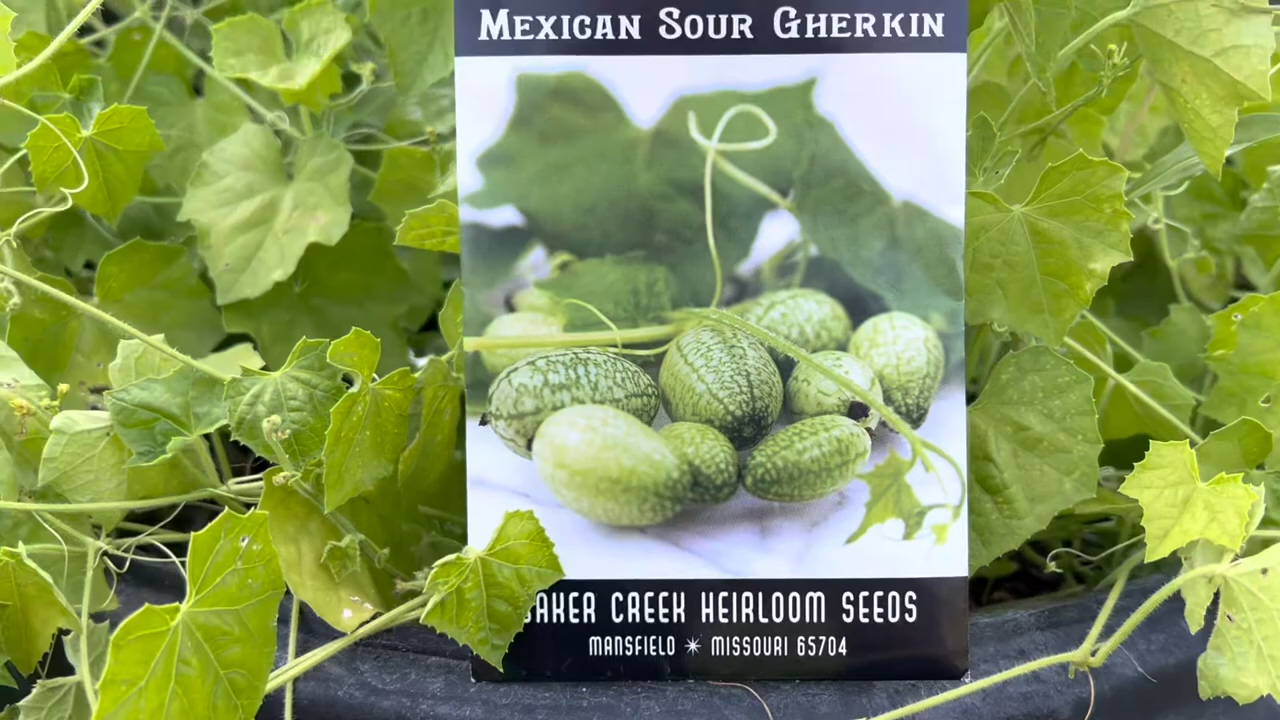 Mexican Sour Gherkin
AKER CREEK HEIRLOOM SEEDS
MANSFIELD ✴ MISSOURI 65704